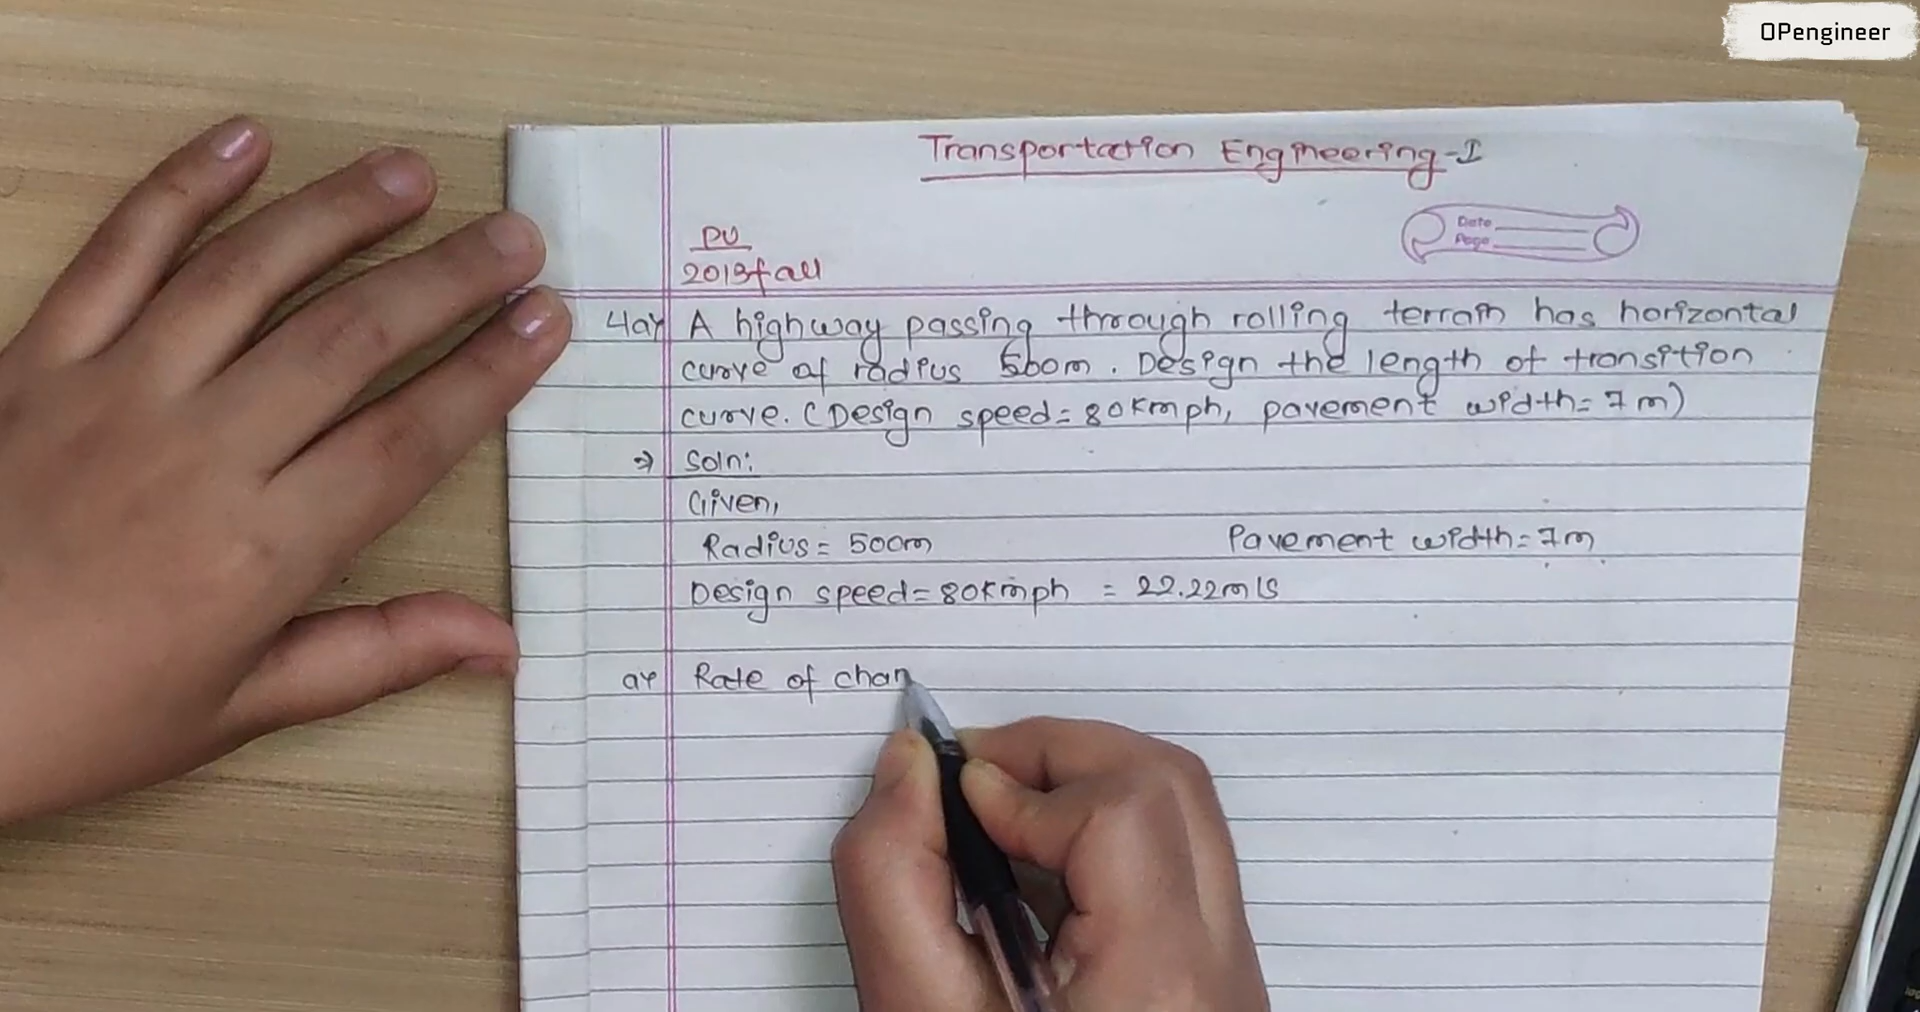 OPengineer
Transportation Engineering-I
Date
Page
PU
2019 fall
4a) A highway passing through rolling terrain has horizontal
curve of radius 500m. Design the length of transition
curve. (Design speed = 80kmph, pavement width = 7m)
→ Soln:
Given,
Radius = 500m Pavement width = 7m
Design speed = 80kmph = 22.22m/s
a) Rate of chan